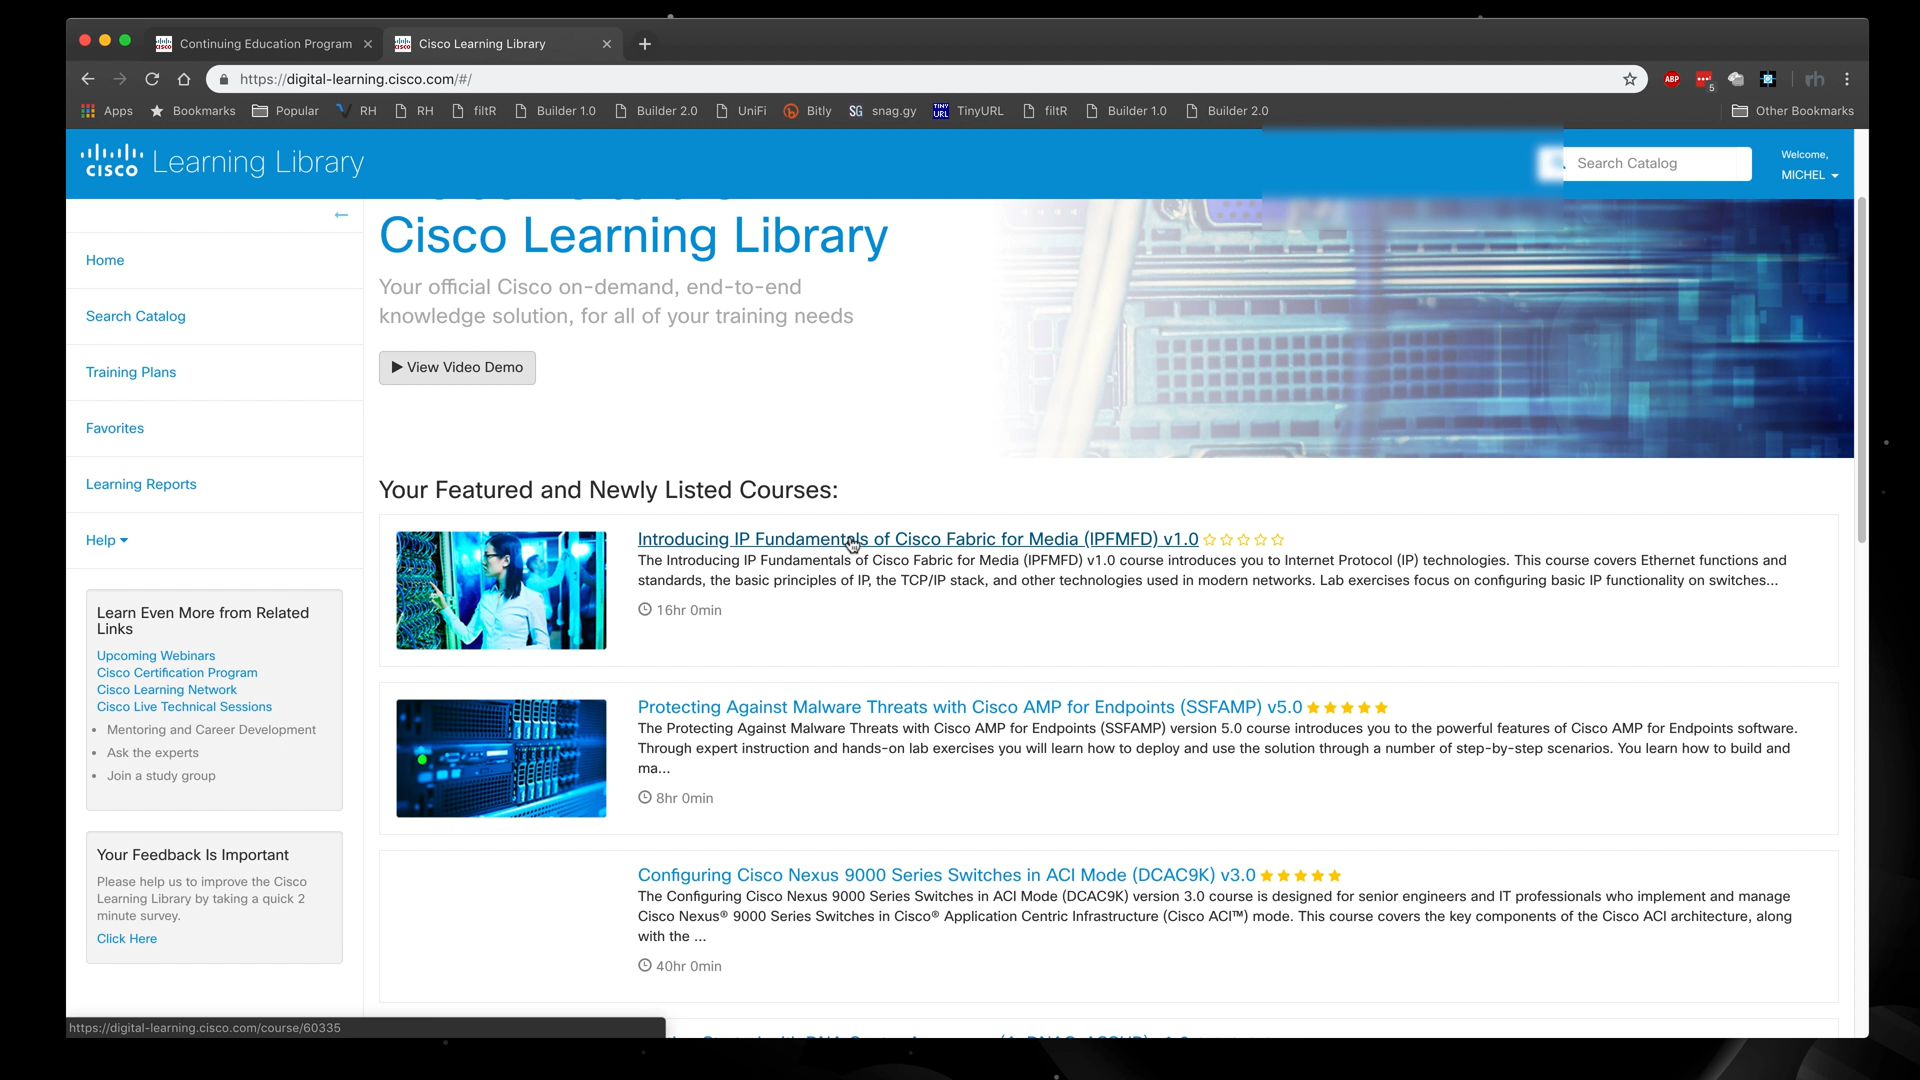 Continuing Education Program
Cisco Learning Library
https://digital-learning.cisco.com/#/
ABP
5
Apps
Bookmarks
Popular
RH
RH
filtR
Builder 1.0
Builder 2.0
UniFi
Bitly
SG snag.gy
TINY URL TinyURL
filtR
Builder 1.0
Builder 2.0
Other Bookmarks
cisco Learning Library
Search Catalog
Welcome,
MICHEL
Home
Search Catalog
Training Plans
Favorites
Learning Reports
Help
Learn Even More from Related
Links
Upcoming Webinars
Cisco Certification Program
Cisco Learning Network
Cisco Live Technical Sessions
• Mentoring and Career Development
• Ask the experts
• Join a study group
Your Feedback Is Important
Please help us to improve the Cisco
Learning Library by taking a quick 2
minute survey.
Click Here
Cisco Learning Library
Your official Cisco on-demand, end-to-end
knowledge solution, for all of your training needs
View Video Demo
Your Featured and Newly Listed Courses:
Introducing IP Fundamentals of Cisco Fabric for Media (IPFMFD) v1.0
The Introducing IP Fundamentals of Cisco Fabric for Media (IPFMFD) v1.0 course introduces you to Internet Protocol (IP) technologies. This course covers Ethernet functions and
standards, the basic principles of IP, the TCP/IP stack, and other technologies used in modern networks. Lab exercises focus on configuring basic IP functionality on switches...
16hr 0min
Protecting Against Malware Threats with Cisco AMP for Endpoints (SSFAMP) v5.0
The Protecting Against Malware Threats with Cisco AMP for Endpoints (SSFAMP) version 5.0 course introduces you to the powerful features of Cisco AMP for Endpoints software.
Through expert instruction and hands-on lab exercises you will learn how to deploy and use the solution through a number of step-by-step scenarios. You learn how to build and
ma...
8hr 0min
Configuring Cisco Nexus 9000 Series Switches in ACI Mode (DCAC9K) v3.0
The Configuring Cisco Nexus 9000 Series Switches in ACI Mode (DCAC9K) version 3.0 course is designed for senior engineers and IT professionals who implement and manage
Cisco Nexus® 9000 Series Switches in Cisco® Application Centric Infrastructure (Cisco ACI™) mode. This course covers the key components of the Cisco ACI architecture, along
with the ...
40hr 0min
https://digital-learning.cisco.com/course/60335